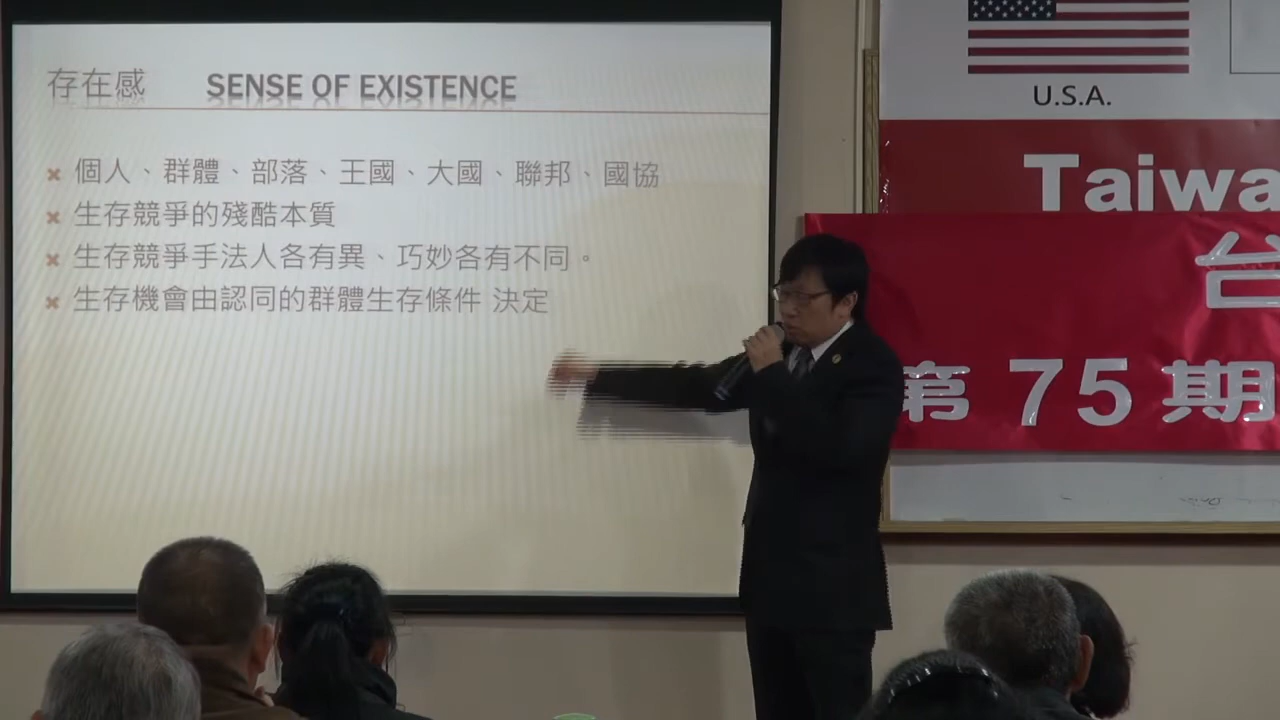 存在感 SENSE OF EXISTENCE
個人、群體、部落、王國、大國、聯邦、國協
生存競爭的殘酷本質
生存競爭手法人各有異、巧妙各有不同。
生存機會由認同的群體生存條件 決定
U.S.A.
Taiwa
台
第 75 期